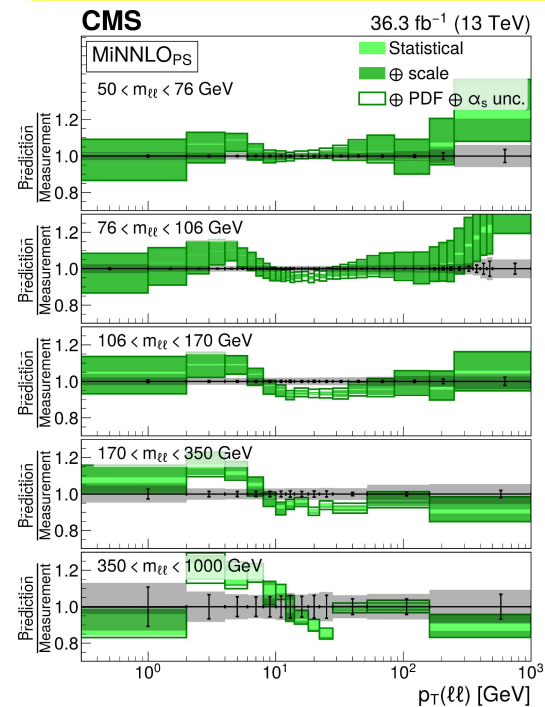 CMS 36.3 fb⁻¹ (13 TeV)
MiNNLO_PS
Statistical
⊕ scale
⊕ PDF ⊕ α_s unc.
50 < m_ℓℓ < 76 GeV
Prediction
Measurement
1.2
1.0
0.8
76 < m_ℓℓ < 106 GeV
Prediction
Measurement
1.2
1.0
0.8
106 < m_ℓℓ < 170 GeV
Prediction
Measurement
1.2
1.0
0.8
170 < m_ℓℓ < 350 GeV
Prediction
Measurement
1.2
1.0
0.8
350 < m_ℓℓ < 1000 GeV
Prediction
Measurement
1.2
1.0
0.8
10⁰ 10¹ 10² 10³
p_T(ℓℓ) [GeV]